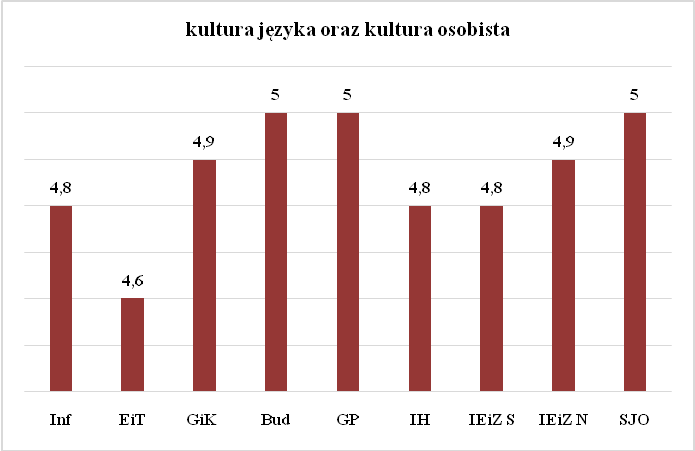 kultura języka oraz kultura osobista
4,8
4,6
4,9
5
5
4,8
4,8
4,9
5
Inf
EiT
GiK
Bud
GP
IH
IEiZ S
IEiZ N
SJO